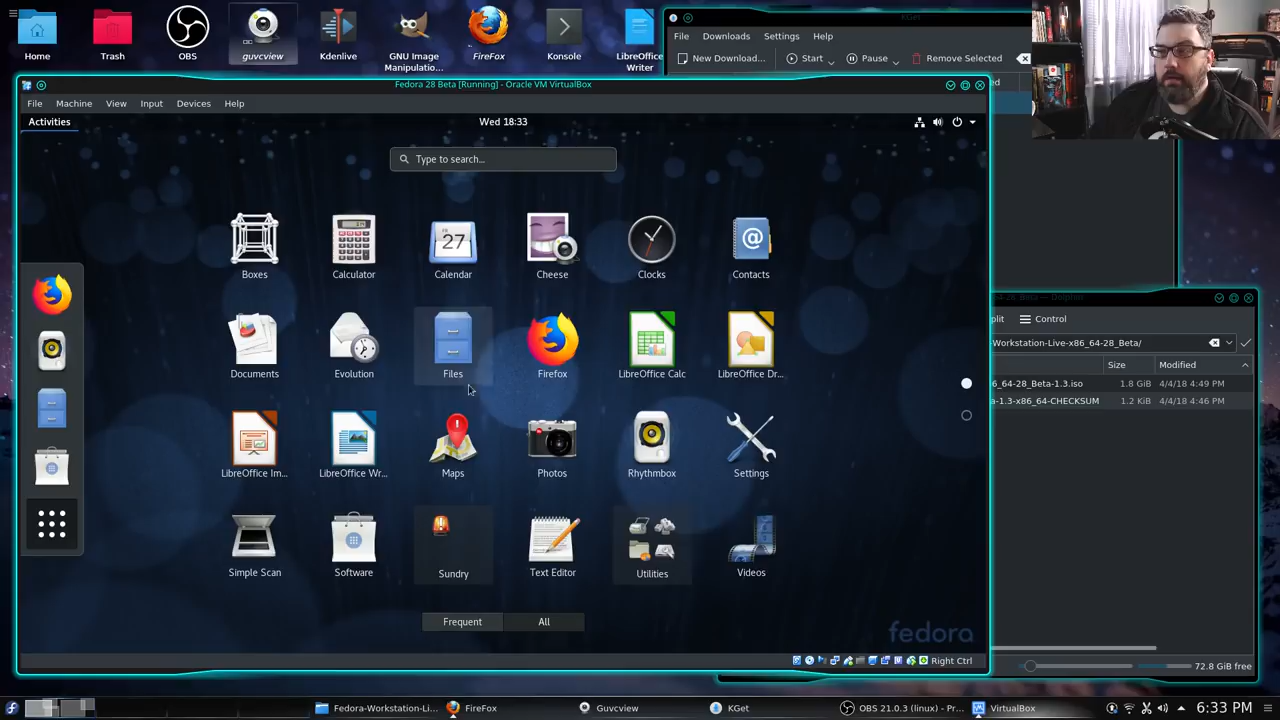 Home
Trash
OBS
guvcview
Kdenlive
GNU Image
Manipulatio...
FireFox
Konsole
LibreOffice
Writer
KGet
File Downloads Settings Help
New Download... Start Pause Remove Selected
Fedora 28 Beta [Running] - Oracle VM VirtualBox
File Machine View Input Devices Help
Activities
Wed 18:33
Type to search...
Boxes
Calculator
27
Calendar
Cheese
Clocks
@
Contacts
Documents
Evolution
Files
Firefox
LibreOffice Calc
LibreOffice Dr...
LibreOffice Im...
LibreOffice Wr...
Maps
Photos
Rhythmbox
Settings
Simple Scan
Software
Sundry
Text Editor
Utilities
Videos
Frequent All
fedora
Right Ctrl
64-28_Beta — Dolphin
plit Control
Workstation-Live-x86_64-28_Beta/
Size Modified
6_64-28_Beta-1.3.iso 1.8 GiB 4/4/18 4:49 PM
a-1.3-x86_64-CHECKSUM 1.2 KiB 4/4/18 4:46 PM
72.8 GiB free
Fedora-Workstation-Li...
FireFox
Guvcview
KGet
OBS 21.0.3 (linux) - Pr...
VirtualBox
6:33 PM